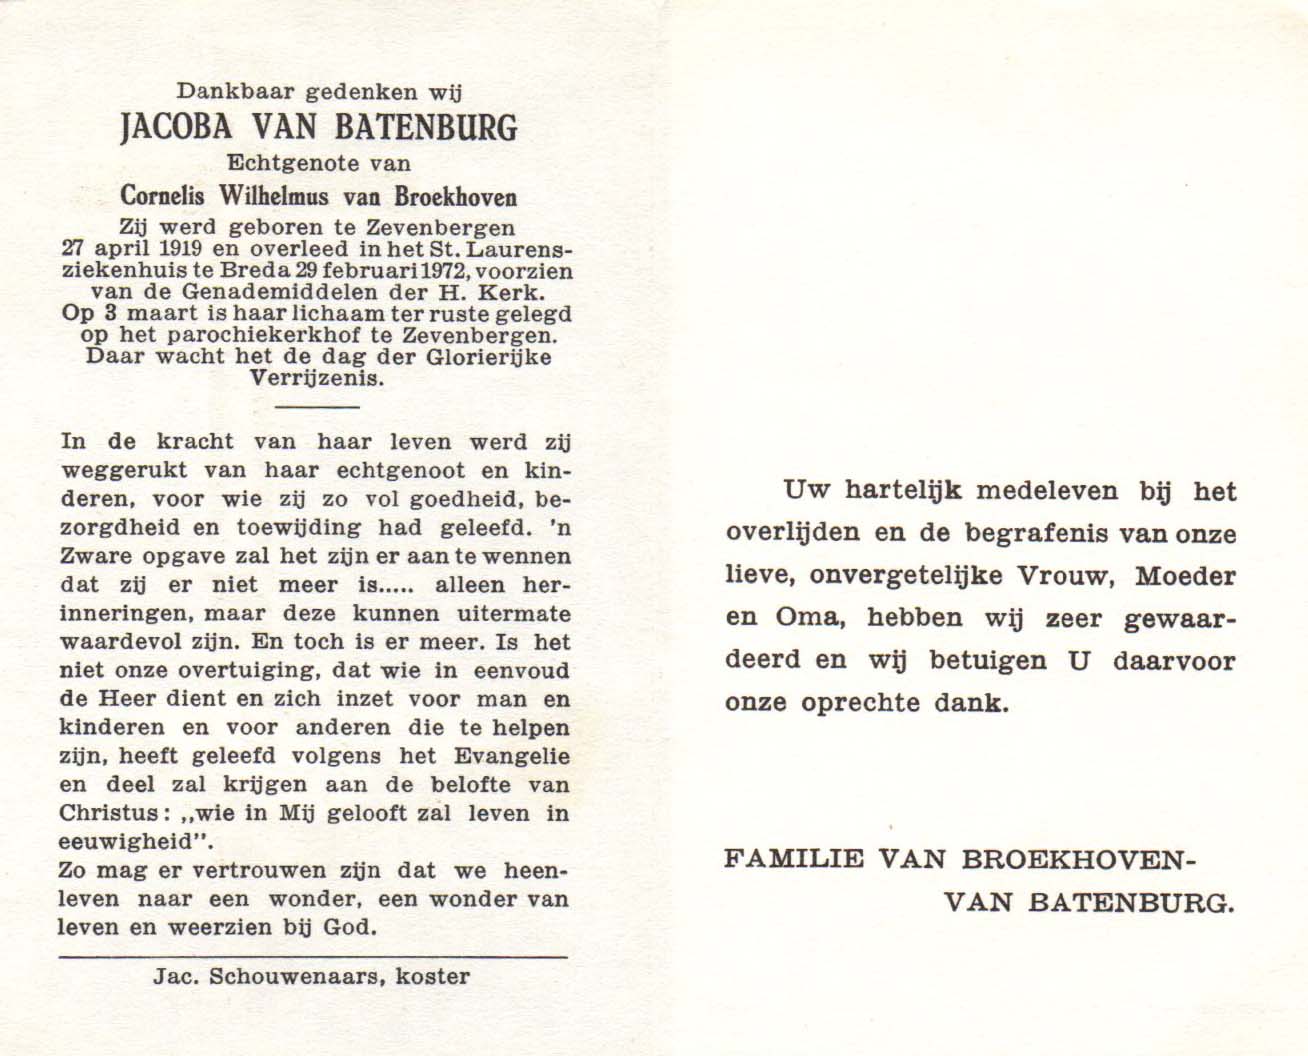 Dankbaar gedenken wij
JACOBA VAN BATENBURG
Echtgenote van
Cornelis Wilhelmus van Broekhoven
Zij werd geboren te Zevenbergen
27 april 1919 en overleed in het St. Laurens-
ziekenhuis te Breda 29 februari 1972, voorzien
van de Genademiddelen der H. Kerk.
Op 3 maart is haar lichaam ter ruste gelegd
op het parochiekerkhof te Zevenbergen.
Daar wacht het de dag der Glorierijke
Verrijzenis.
In de kracht van haar leven werd zij
weggerukt van haar echtgenoot en kin-
deren, voor wie zij zo vol goedheid, be-
zorgdheid en toewijding had geleefd. 'n
Zware opgave zal het zijn er aan te wennen
dat zij er niet meer is..... alleen her-
inneringen, maar deze kunnen uitermate
waardevol zijn. En toch is er meer. Is het
niet onze overtuiging, dat wie in eenvoud
de Heer dient en zich inzet voor man en
kinderen en voor anderen die te helpen
zijn, heeft geleefd volgens het Evangelie
en deel zal krijgen aan de belofte van
Christus: ,,wie in Mij gelooft zal leven in
eeuwigheid".
Zo mag er vertrouwen zijn dat we heen-
leven naar een wonder, een wonder van
leven en weerzien bij God.
Jac. Schouwenaars, koster
Uw hartelijk medeleven bij het
overlijden en de begrafenis van onze
lieve, onvergetelijke Vrouw, Moeder
en Oma, hebben wij zeer gewaar-
deerd en wij betuigen U daarvoor
onze oprechte dank.
FAMILIE VAN BROEKHOVEN-
VAN BATENBURG.